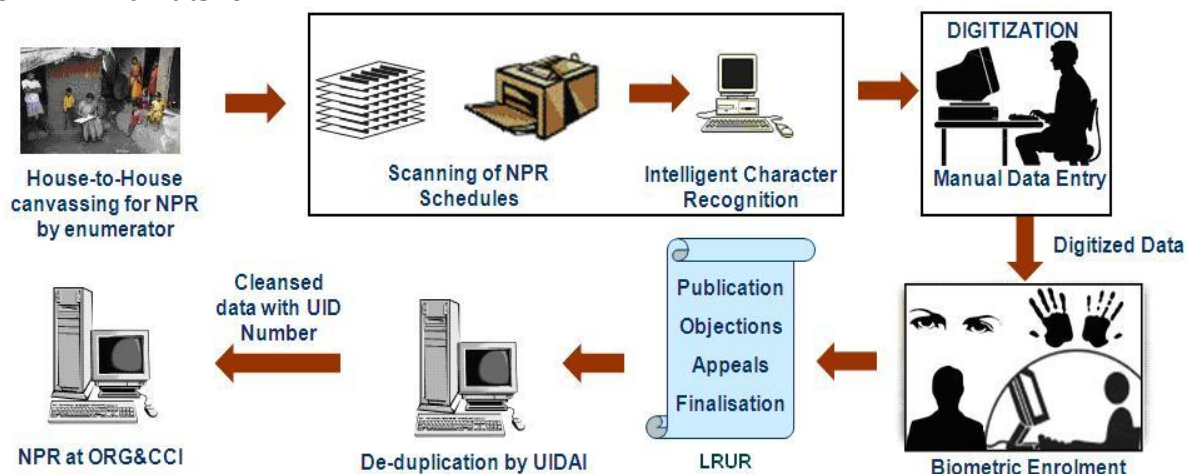 House-to-House
canvassing for NPR
by enumerator
Scanning of NPR
Schedules
Intelligent Character
Recognition
DIGITIZATION
Manual Data Entry
Digitized Data
Biometric Enrolment
Publication
Objections
Appeals
Finalisation
LRUR
De-duplication by UIDAI
Cleansed
data with UID
Number
NPR at ORG&CCI